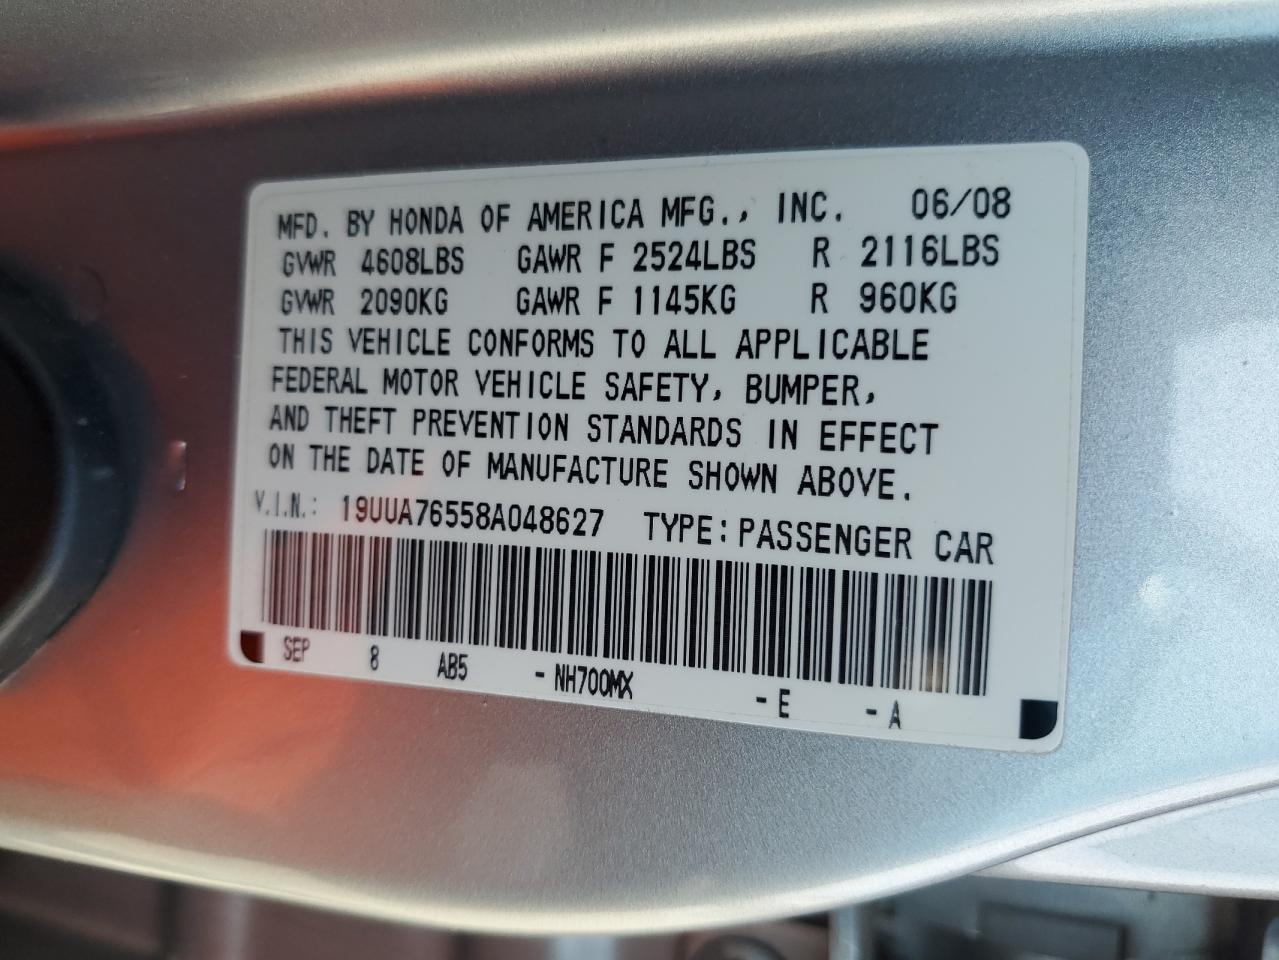 MFD. BY HONDA OF AMERICA MFG., INC. 06/08
GVWR 4608LBS GAWR F 2524LBS R 2116LBS
GVWR 2090KG GAWR F 1145KG R 960KG
THIS VEHICLE CONFORMS TO ALL APPLICABLE
FEDERAL MOTOR VEHICLE SAFETY, BUMPER,
AND THEFT PREVENTION STANDARDS IN EFFECT
ON THE DATE OF MANUFACTURE SHOWN ABOVE.
V.I.N.: 19UUA76558A048627 TYPE: PASSENGER CAR
SEP 8 AB5 -NH700MX -E -A